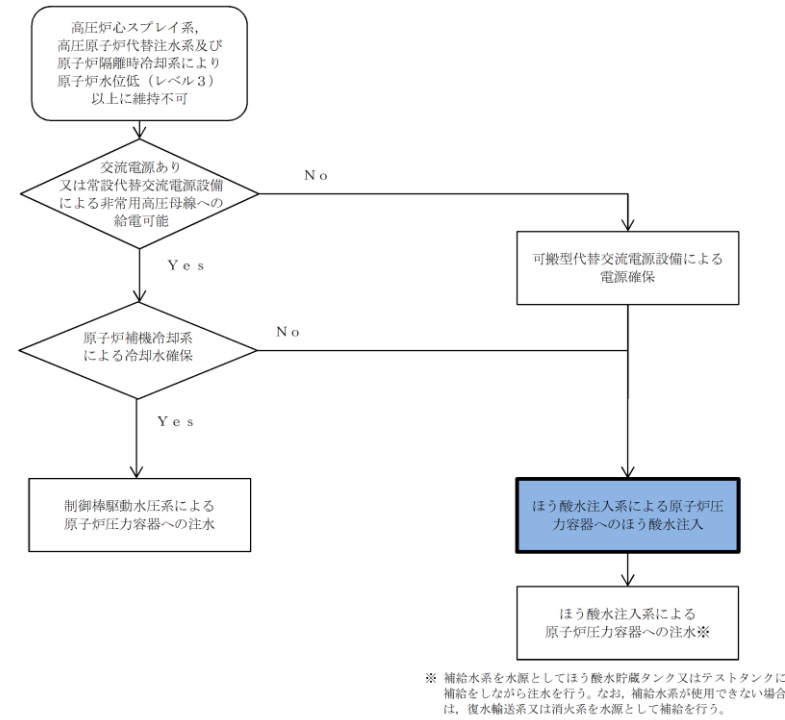 高圧炉心スプレイ系，
高圧原子炉代替注水系及び
原子炉隔離時冷却系により
原子炉水位低（レベル３）
以上に維持不可
交流電源あり
又は常設代替交流電源設備
による非常用高圧母線への
給電可能
Ｎｏ
Ｙｅｓ
可搬型代替交流電源設備による
電源確保
原子炉補機冷却系
による冷却水確保
Ｎｏ
Ｙｅｓ
制御棒駆動水圧系による
原子炉圧力容器への注水
ほう酸水注入系による原子炉圧
力容器へのほう酸水注入
ほう酸水注入系による
原子炉圧力容器への注水※
※ 補給水系を水源としてほう酸水貯蔵タンク又はテストタンクに
補給をしながら注水を行う。なお，補給水系が使用できない場合
は，復水輸送系又は消火系を水源として補給を行う。